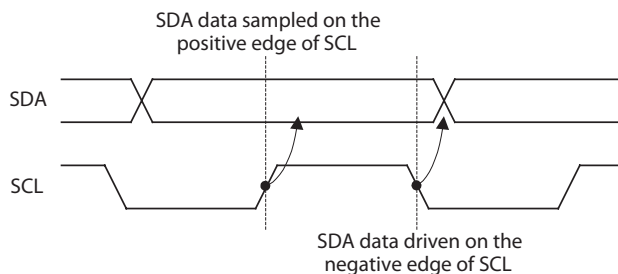 SDA data sampled on the
positive edge of SCL
SDA
SCL
SDA data driven on the
negative edge of SCL